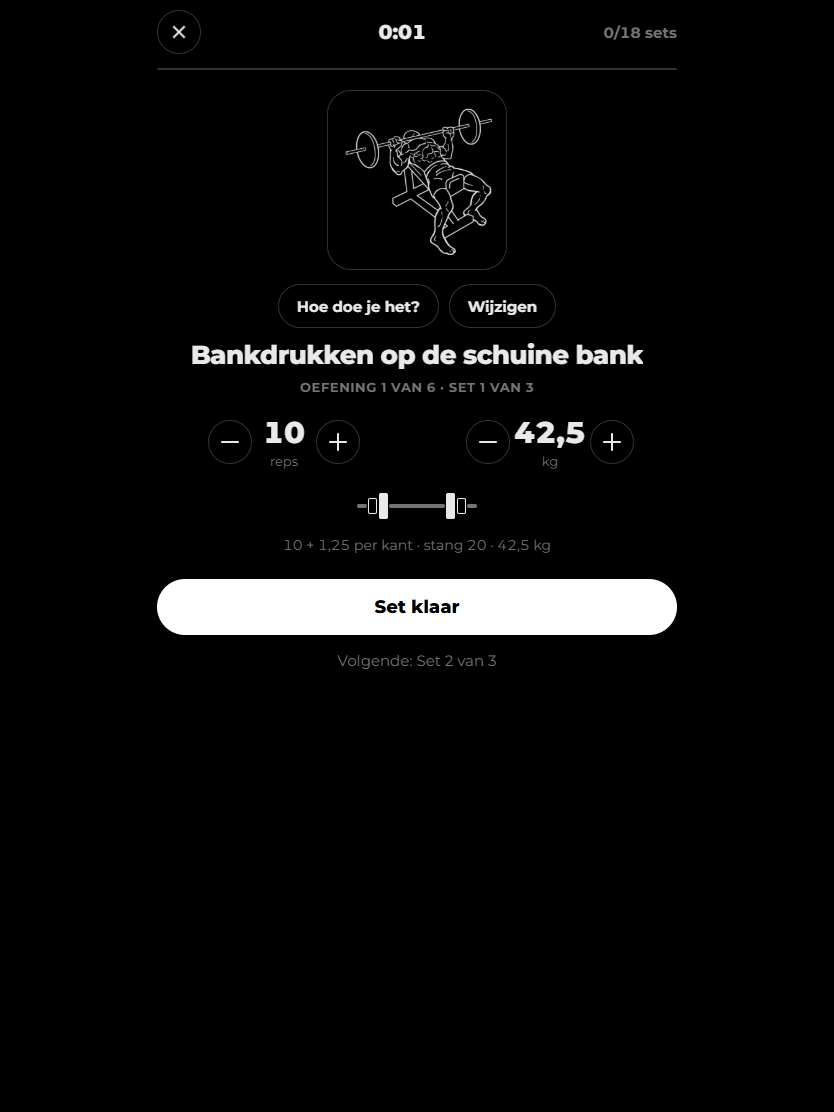 0:01
0/18 sets
Hoe doe je het?
Wijzigen
Bankdrukken op de schuine bank
OEFENING 1 VAN 6 · SET 1 VAN 3
10
reps
42,5
kg
10 + 1,25 per kant · stang 20 · 42,5 kg
Set klaar
Volgende: Set 2 van 3